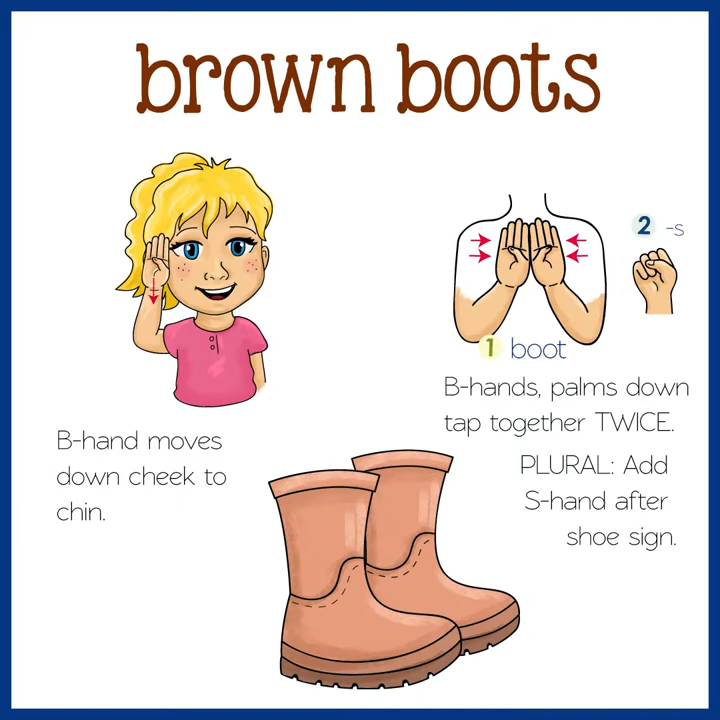 brown boots
B-hand moves
down cheek to
chin.
2 -s
1 boot
B-hands, palms down
tap together TWICE.
PLURAL: Add
S-hand after
shoe sign.